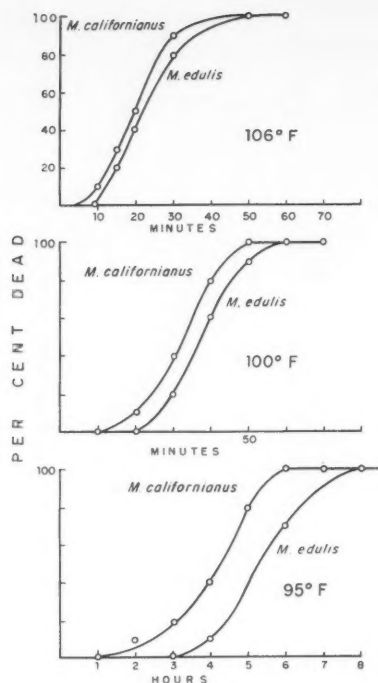 PER CENT DEAD
100
80
60
40
20
M. californianus
M. edulis
106° F
10 20 30 40 50 60 70
MINUTES
100
M. californianus
M. edulis
100° F
50
MINUTES
100
M. californianus
M. edulis
95° F
1 2 3 4 5 6 7 8
HOURS